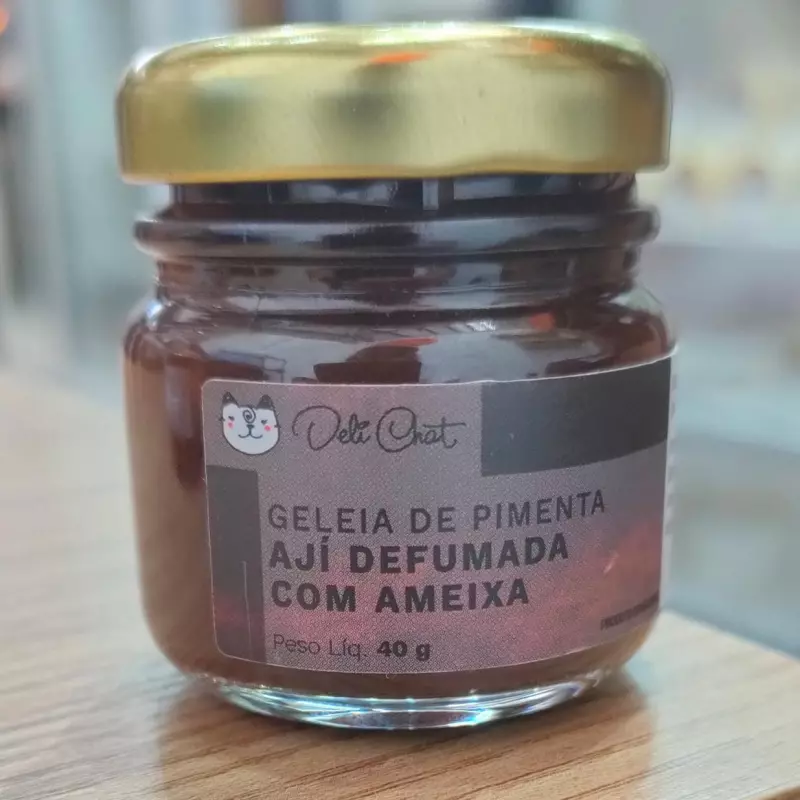 Deli Chat
GELEIA DE PIMENTA
AJÍ DEFUMADA
COM AMEIXA
Peso Líq. 40 g